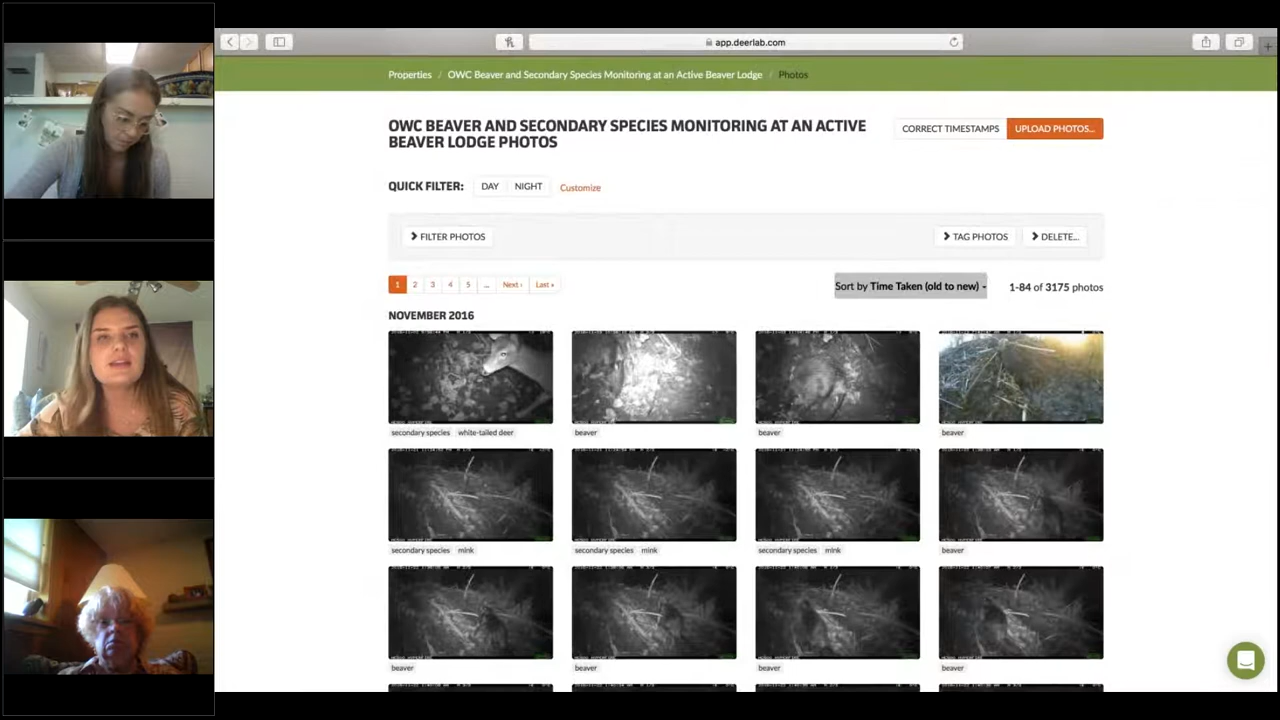 app.deerlab.com
Properties / OWC Beaver and Secondary Species Monitoring at an Active Beaver Lodge / Photos
OWC BEAVER AND SECONDARY SPECIES MONITORING AT AN ACTIVE
BEAVER LODGE PHOTOS
CORRECT TIMESTAMPS
UPLOAD PHOTOS...
QUICK FILTER: DAY NIGHT Customize
FILTER PHOTOS
TAG PHOTOS
DELETE...
1 2 3 4 5 ... Next › Last »
Sort by Time Taken (old to new)
1-84 of 3175 photos
NOVEMBER 2016
secondary species white-tailed deer
beaver
beaver
beaver
secondary species mink
secondary species mink
secondary species mink
beaver
beaver
beaver
beaver
beaver